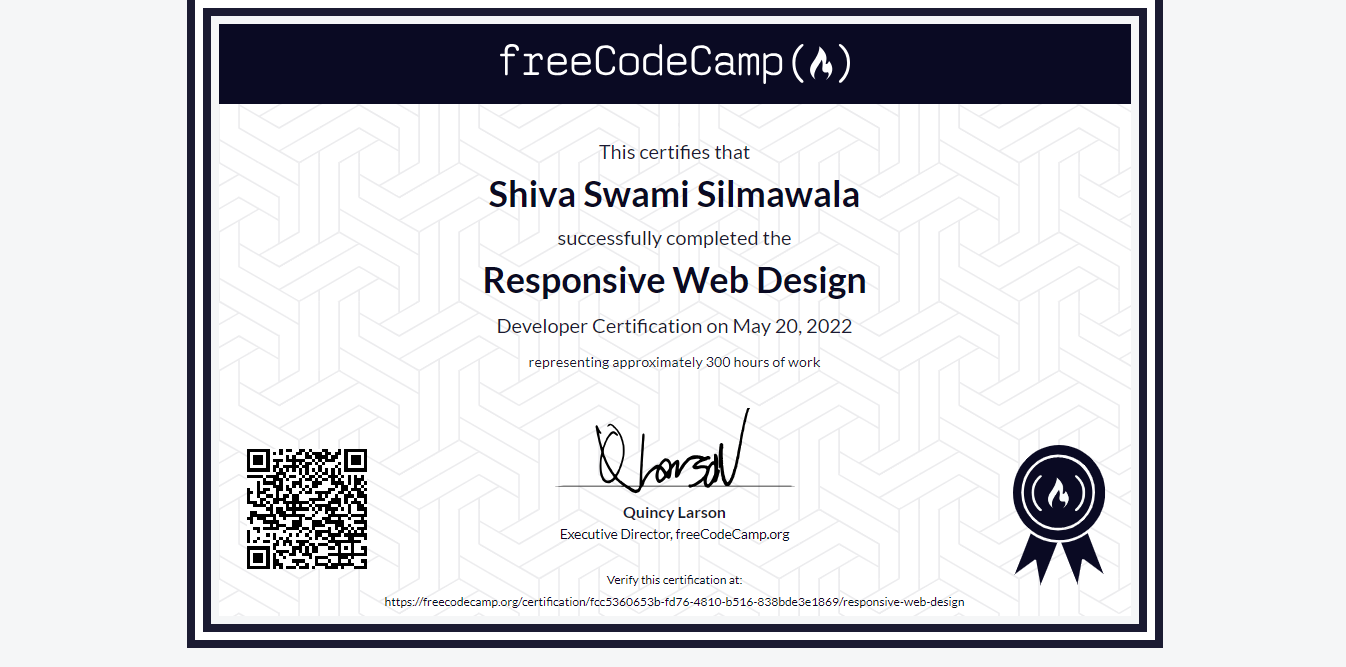 freeCodeCamp
This certifies that
Shiva Swami Silmawala
successfully completed the
Responsive Web Design
Developer Certification on May 20, 2022
representing approximately 300 hours of work
Q Larson
Quincy Larson
Executive Director, freeCodeCamp.org
Verify this certification at:
https://freecodecamp.org/certification/fcc5360653b-fd76-4810-b516-838bde3e1869/responsive-web-design